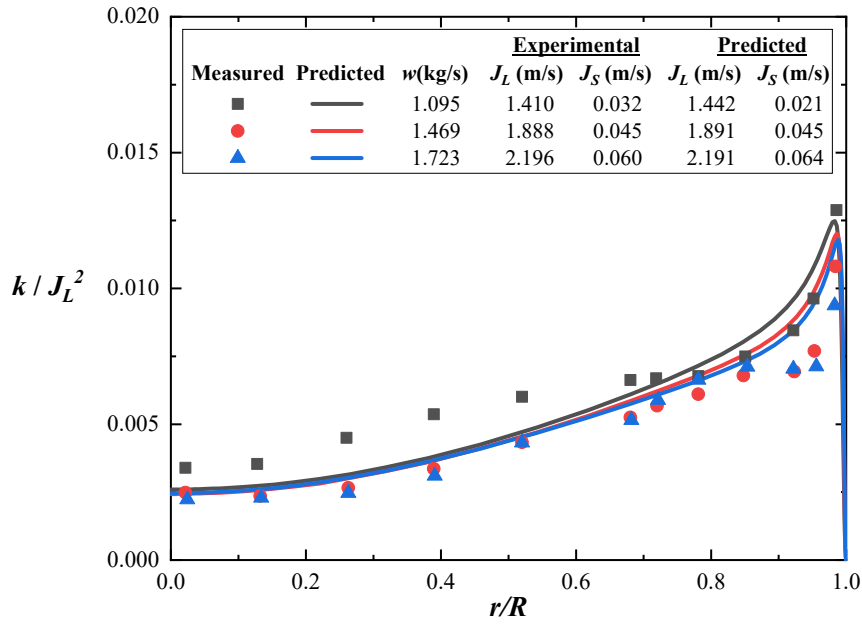 0.020
Experimental Predicted
Measured Predicted w(kg/s) J_L (m/s) J_S (m/s) J_L (m/s) J_S (m/s)
1.095 1.410 0.032 1.442 0.021
1.469 1.888 0.045 1.891 0.045
1.723 2.196 0.060 2.191 0.064
0.015
k / J_L^2
0.010
0.005
0.000
0.0 0.2 0.4 0.6 0.8 1.0
r/R